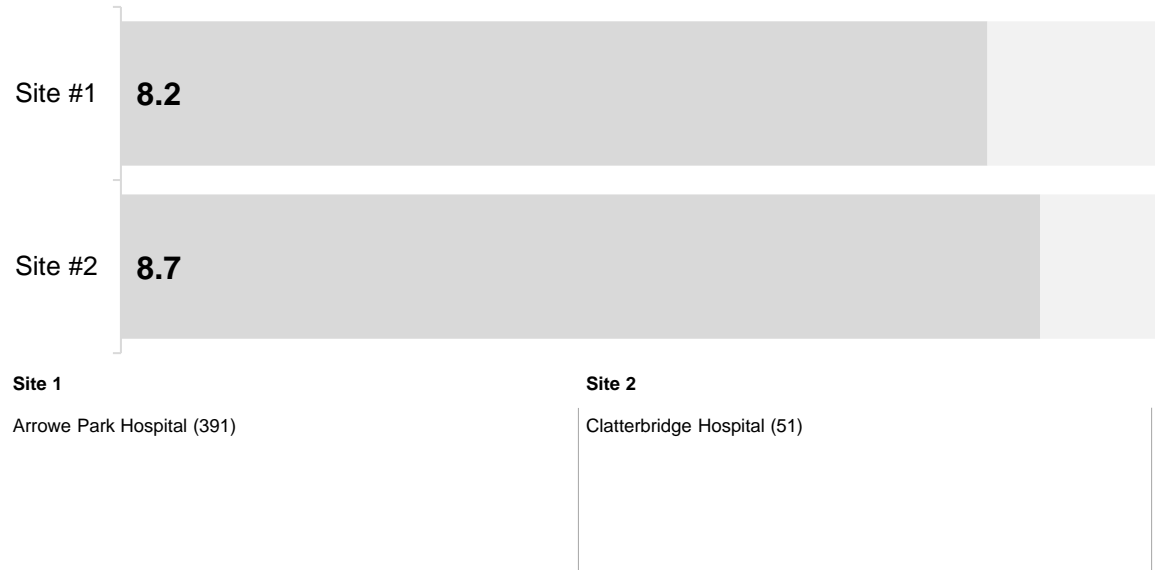 Site #1 8.2
Site #2 8.7
Site 1 Site 2
Arrowe Park Hospital (391) Clatterbridge Hospital (51)